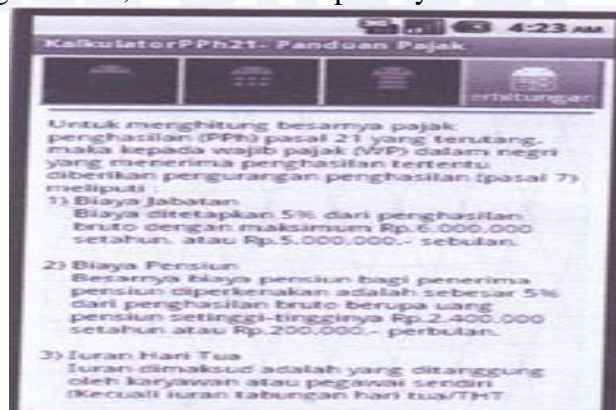 4:23 AM
KalkulatorPPh21- Panduan Pajak
erhitungan
Untuk menghitung besarnya pajak
penghasilan (PPh) pasal 21 yang terutang,
maka kepada wajib pajak (WP) dalam negri
yang menerima penghasilan tertentu
diberikan pengurangan penghasilan (pasal 7)
meliputi :
1) Biaya Jabatan
Biaya ditetapkan 5% dari penghasilan
bruto dengan maksimum Rp.6.000.000
setahun. atau Rp.5.000.000,- sebulan.
2) Biaya Pensiun
Besarnya biaya pensiun bagi penerima
pensiun diperkenakan adalah sebesar 5%
dari penghasilan bruto berupa uang
pensiun setinggi-tingginya Rp.2.400.000
setahun atau Rp.200.000,- perbulan.
3) Iuran Hari Tua
Iuran dimaksud adalah yang ditanggung
oleh karyawan atau pegawai sendiri
(Kecuali iuran tabungan hari tua/THT